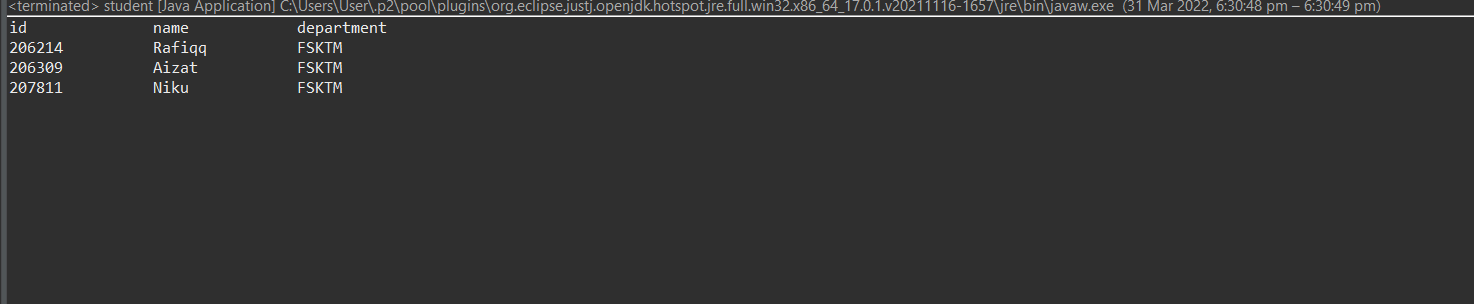 <terminated> student [Java Application] C:\Users\User\.p2\pool\plugins\org.eclipse.justj.openjdk.hotspot.jre.full.win32.x86_64_17.0.1.v20211116-1657\jre\bin\javaw.exe (31 Mar 2022, 6:30:48 pm – 6:30:49 pm)
id name department
206214 Rafiqq FSKTM
206309 Aizat FSKTM
207811 Niku FSKTM